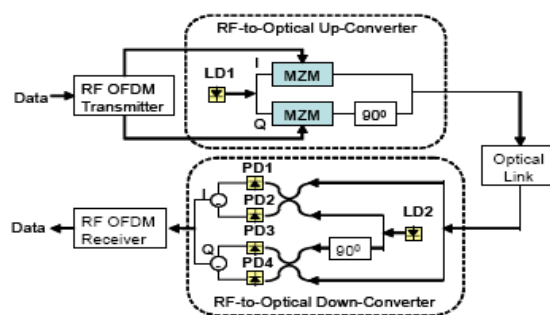 RF-to-Optical Up-Converter
I
LD1
MZM
Data
RF OFDM
Transmitter
MZM
90⁰
Q
Optical
Link
PD1
I
PD2
LD2
Data
RF OFDM
Receiver
PD3
Q
90⁰
PD4
RF-to-Optical Down-Converter